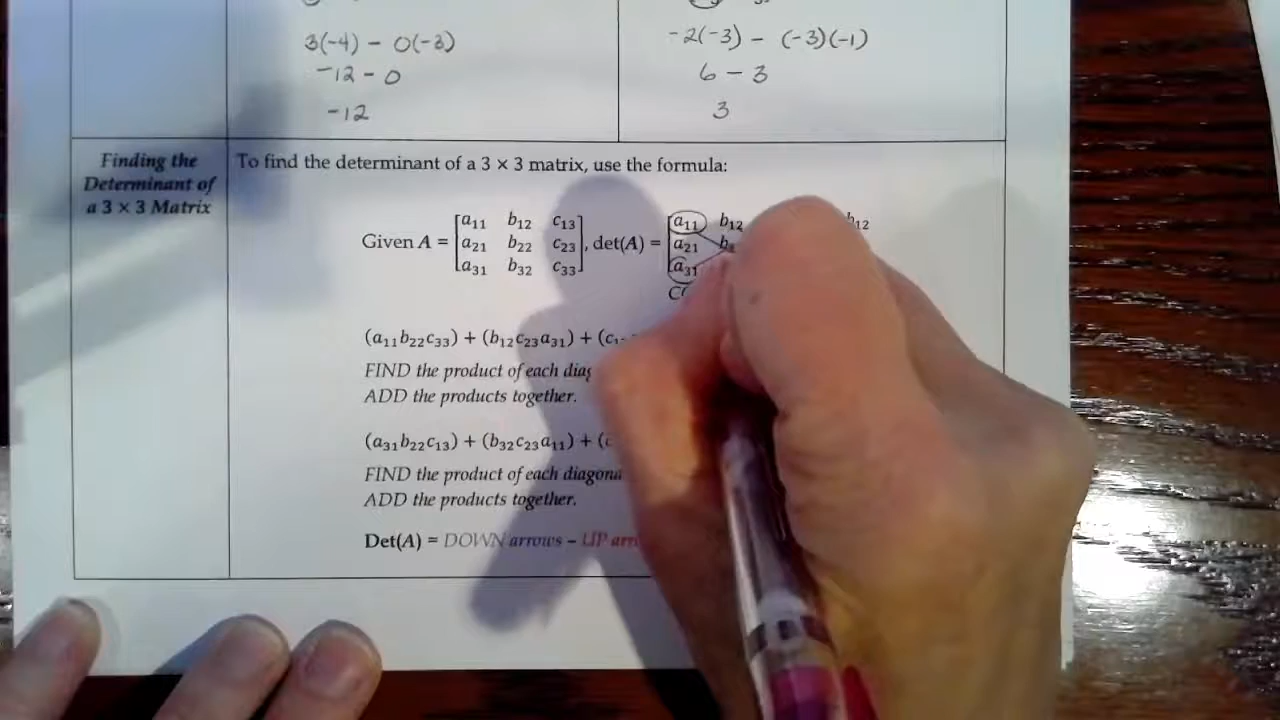 3(-4) - 0(-3)
-12 - 0
-12
-2(-3) - (-3)(-1)
6 - 3
3
Finding the
Determinant of
a 3 × 3 Matrix
To find the determinant of a 3 × 3 matrix, use the formula:
Given A = [a₁₁ b₁₂ c₁₃
a₂₁ b₂₂ c₂₃
a₃₁ b₃₂ c₃₃], det(A) = [a₁₁ b₁₂ b₁₂
a₂₁
a₃₁
(a₁₁b₂₂c₃₃) + (b₁₂c₂₃a₃₁) +
FIND the product of each
ADD the products together.
(a₃₁b₂₂c₁₃) + (b₃₂c₂₃a₁₁) +
FIND the product of each
ADD the products together.
Det(A) = DOWN arrows – UP